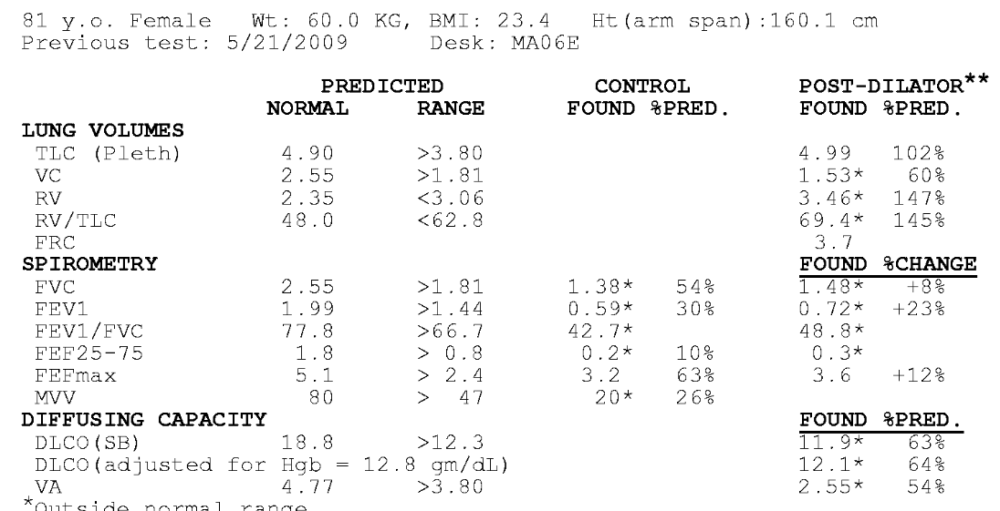 81 y.o. Female Wt: 60.0 KG, BMI: 23.4 Ht(arm span):160.1 cm
Previous test: 5/21/2009 Desk: MA06E
PREDICTED CONTROL POST-DILATOR**
NORMAL RANGE FOUND %PRED. FOUND %PRED.
LUNG VOLUMES
TLC (Pleth) 4.90 >3.80 4.99 102%
VC 2.55 >1.81 1.53* 60%
RV 2.35 <3.06 3.46* 147%
RV/TLC 48.0 <62.8 69.4* 145%
FRC 3.7
SPIROMETRY FOUND %CHANGE
FVC 2.55 >1.81 1.38* 54% 1.48* +8%
FEV1 1.99 >1.44 0.59* 30% 0.72* +23%
FEV1/FVC 77.8 >66.7 42.7* 48.8*
FEF25-75 1.8 > 0.8 0.2* 10% 0.3*
FEFmax 5.1 > 2.4 3.2 63% 3.6 +12%
MVV 80 > 47 20* 26%
DIFFUSING CAPACITY FOUND %PRED.
DLCO(SB) 18.8 >12.3 11.9* 63%
DLCO(adjusted for Hgb = 12.8 gm/dL) 12.1* 64%
VA 4.77 >3.80 2.55* 54%
*Outside normal range